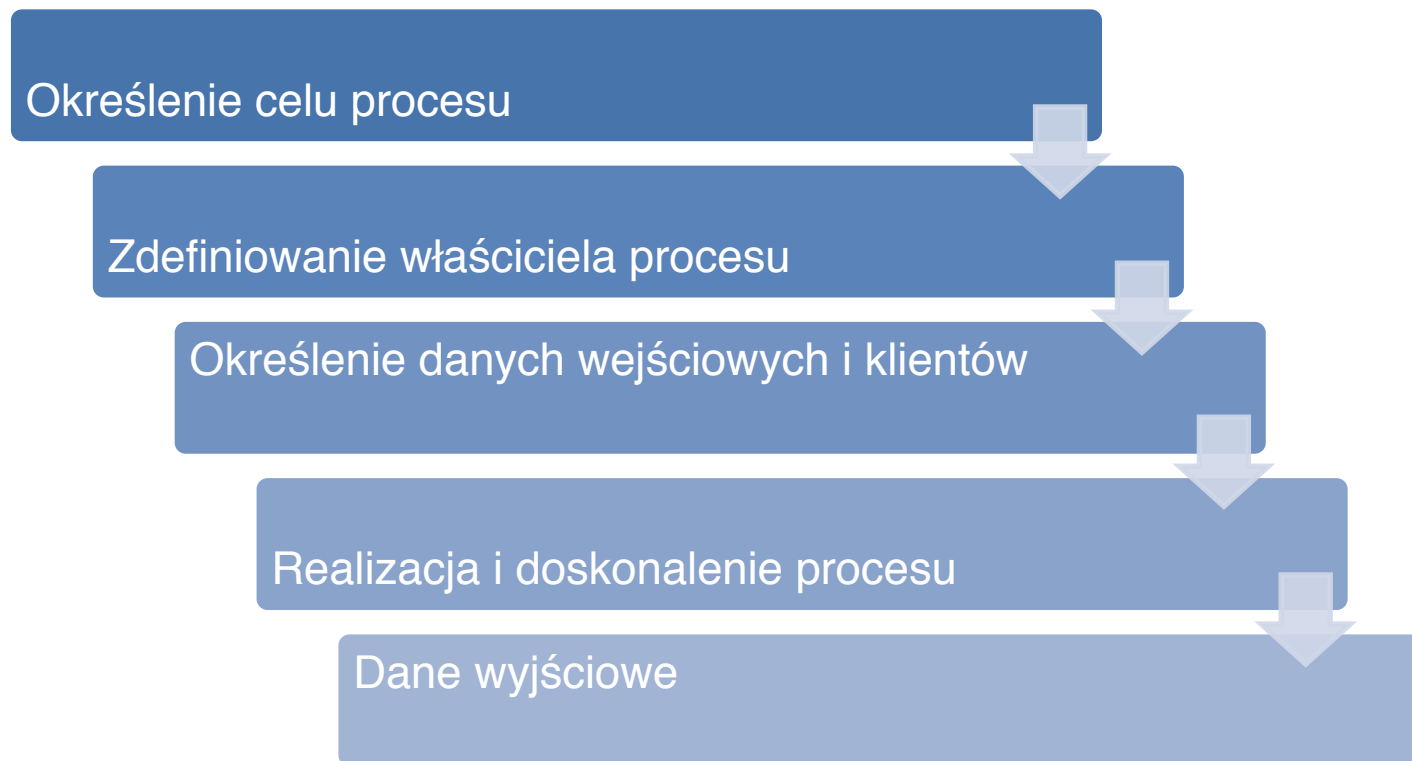 Określenie celu procesu
Zdefiniowanie właściciela procesu
Określenie danych wejściowych i klientów
Realizacja i doskonalenie procesu
Dane wyjściowe